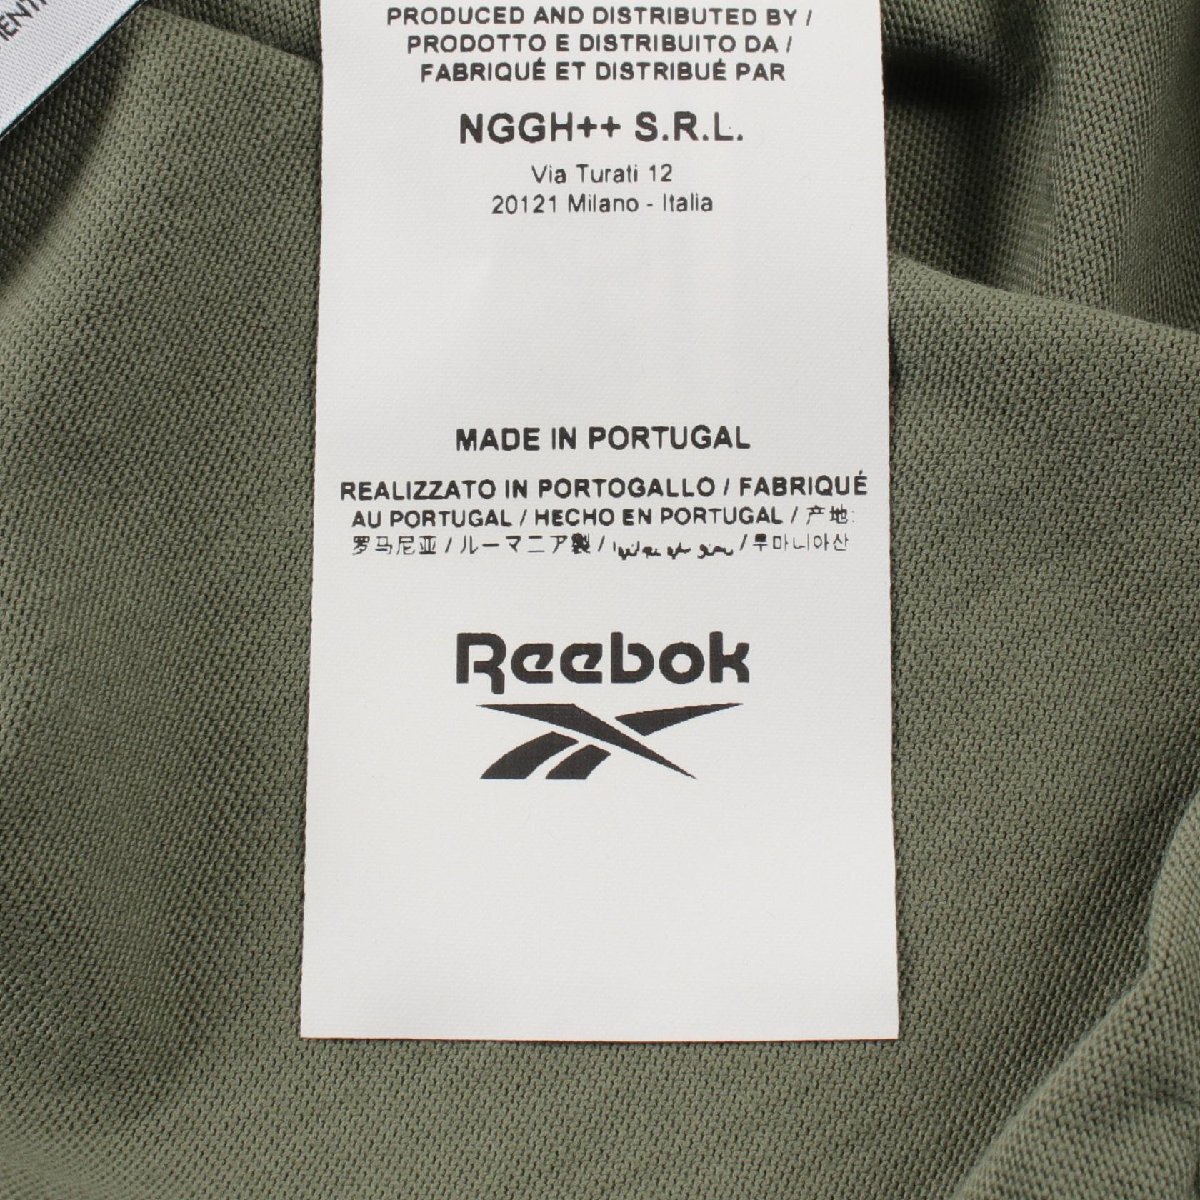 PRODUCED AND DISTRIBUTED BY /
PRODOTTO E DISTRIBUITO DA /
FABRIQUÉ ET DISTRIBUÉ PAR
NGGH++ S.R.L.
Via Turati 12
20121 Milano - Italia
MADE IN PORTUGAL
REALIZZATO IN PORTOGALLO / FABRIQUÉ
AU PORTUGAL / HECHO EN PORTUGAL / 产地:
罗马尼亚 / ルーマニア製 / / 루마니아산
Reebok